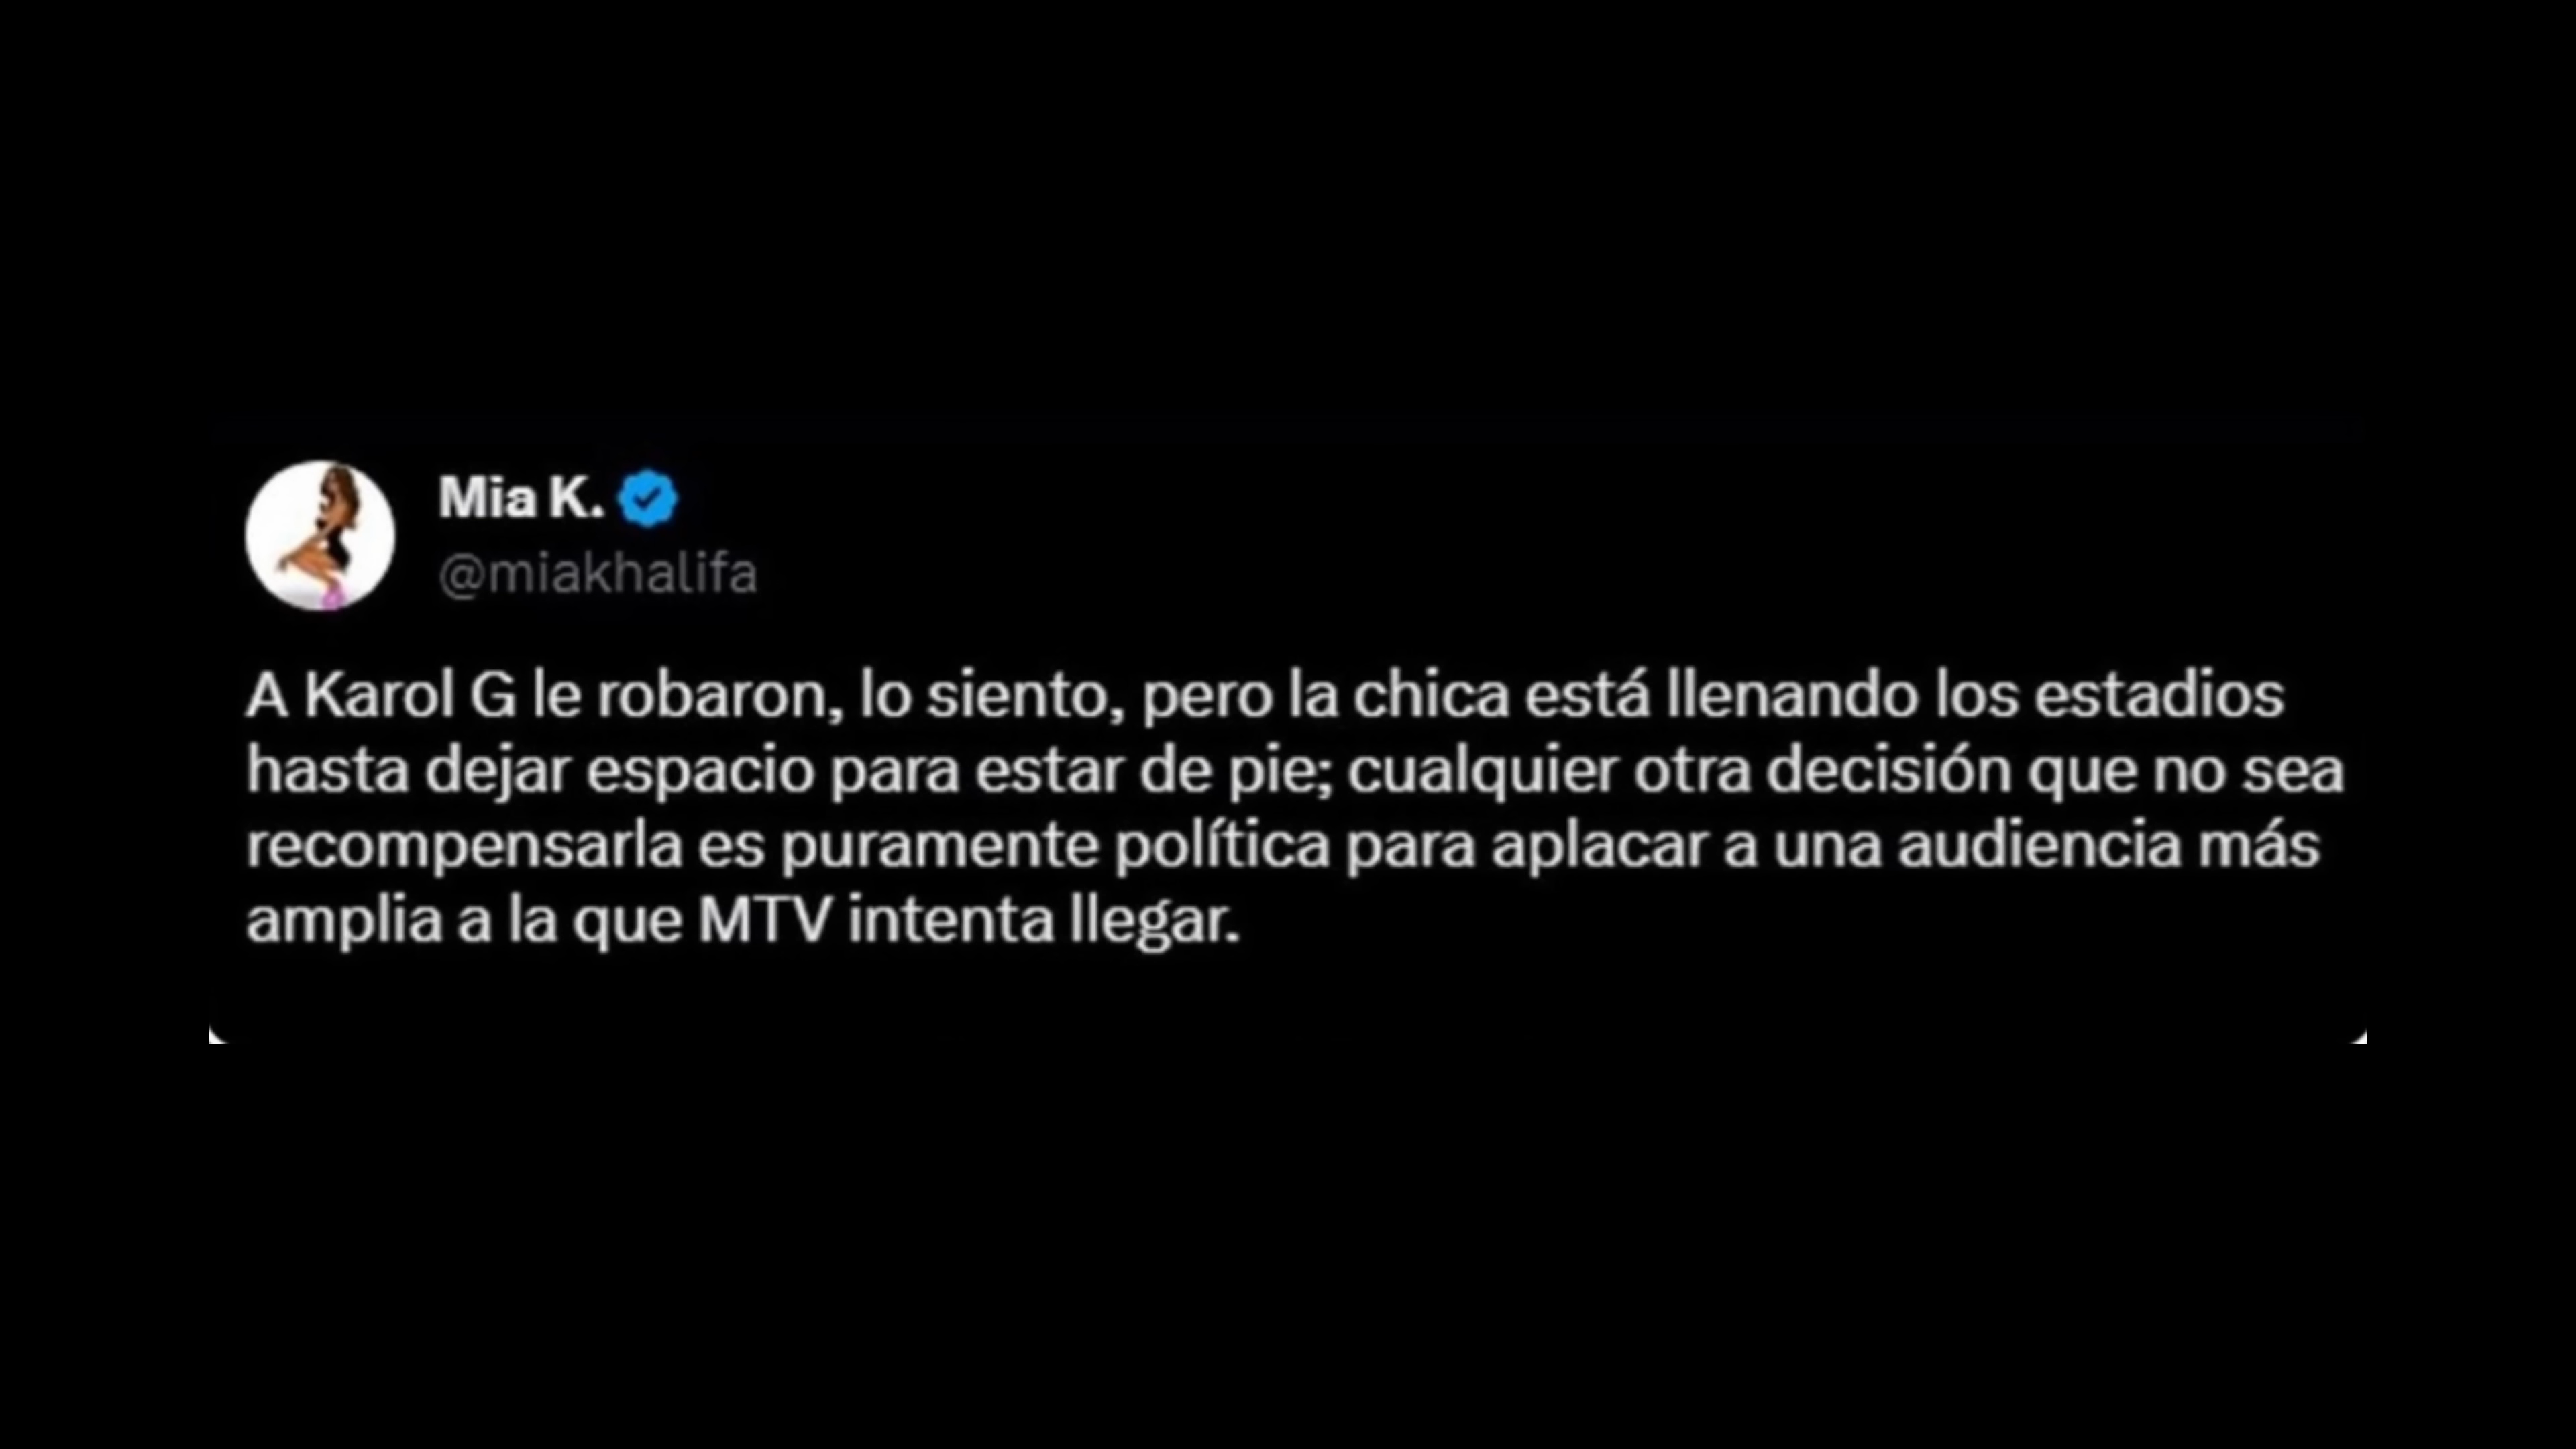 Mia K.
@miakhalifa
A Karol G le robaron, lo siento, pero la chica está llenando los estadios
hasta dejar espacio para estar de pie; cualquier otra decisión que no sea
recompensarla es puramente política para aplacar a una audiencia más
amplia a la que MTV intenta llegar.